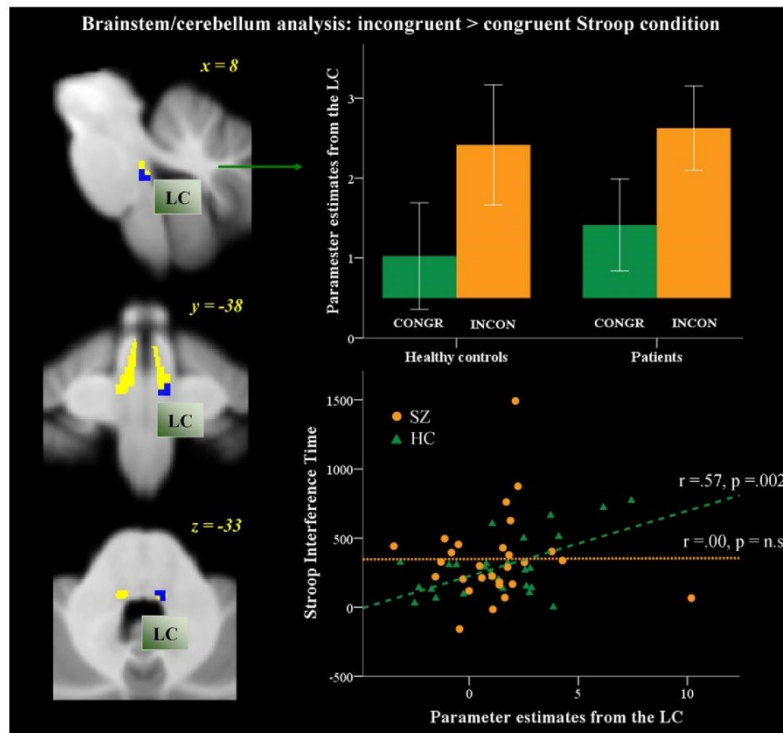 Brainstem/cerebellum analysis: incongruent > congruent Stroop condition
x = 8
LC
y = -38
LC
z = -33
LC
Paramester estimates from the LC
3
2
1
0
CONGR INCON CONGR INCON
Healthy controls Patients
Stroop Interference Time
1500
1000
500
0
-500
SZ
HC
r =.57, p =.002
r =.00, p = n.s
0 5 10
Parameter estimates from the LC